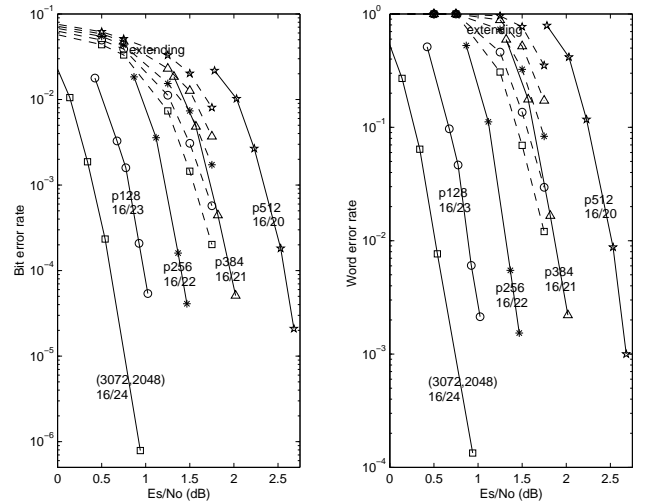 10⁻¹
10⁻²
10⁻³
10⁻⁴
10⁻⁵
10⁻⁶
Bit error rate
extending
p128
16/23
p256
16/22
p384
16/21
p512
16/20
(3072,2048)
16/24
0 0.5 1 1.5 2 2.5
Es/No (dB)
10⁰
10⁻¹
10⁻²
10⁻³
10⁻⁴
Word error rate
extending
p128
16/23
p256
16/22
p384
16/21
p512
16/20
(3072,2048)
16/24
0 0.5 1 1.5 2 2.5
Es/No (dB)